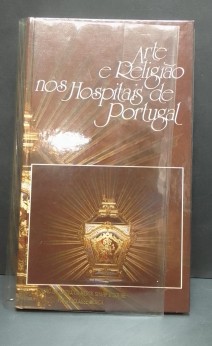 Arte
e Religião
nos Hospitais de
Portugal